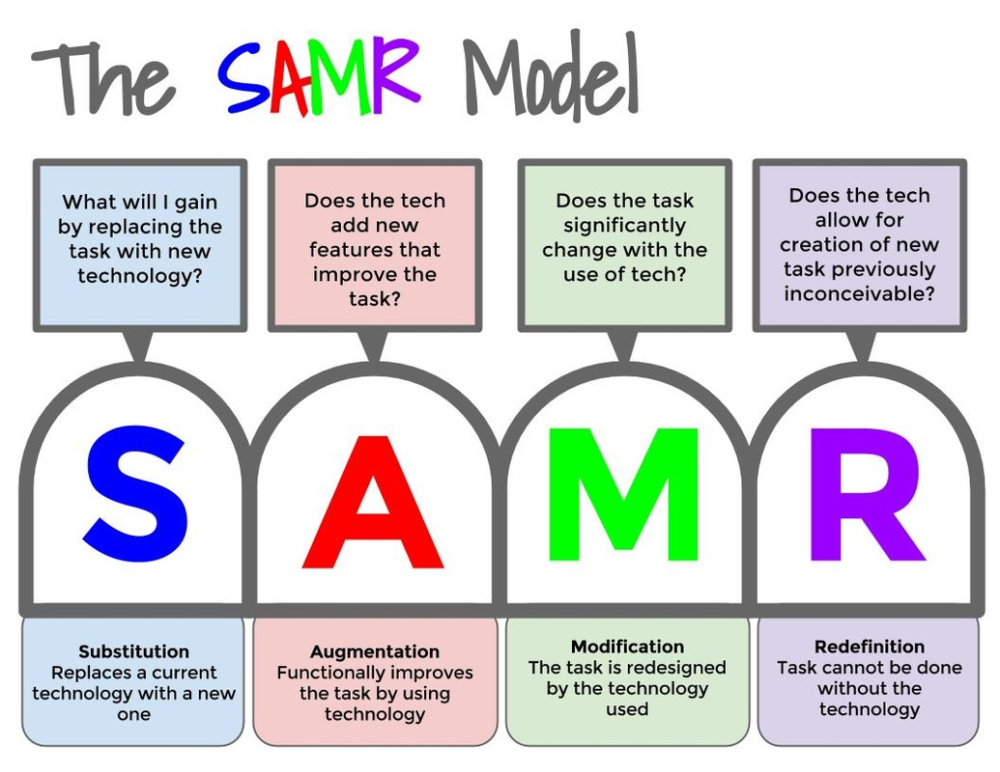 The SAMR Model
What will I gain
by replacing the
task with new
technology?
Does the tech
add new
features that
improve the
task?
Does the task
significantly
change with the
use of tech?
Does the tech
allow for
creation of new
task previously
inconceivable?
S
A
M
R
Substitution
Replaces a current
technology with a new
one
Augmentation
Functionally improves
the task by using
technology
Modification
The task is redesigned
by the technology
used
Redefinition
Task cannot be done
without the
technology